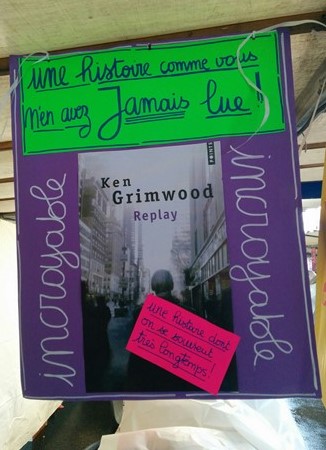 une histoire comme vous
n'en avez Jamais lue !
incroyable
POINTS
Ken
Grimwood
Replay
incroyable
une histoire dont
on se souvient
très longtemps !